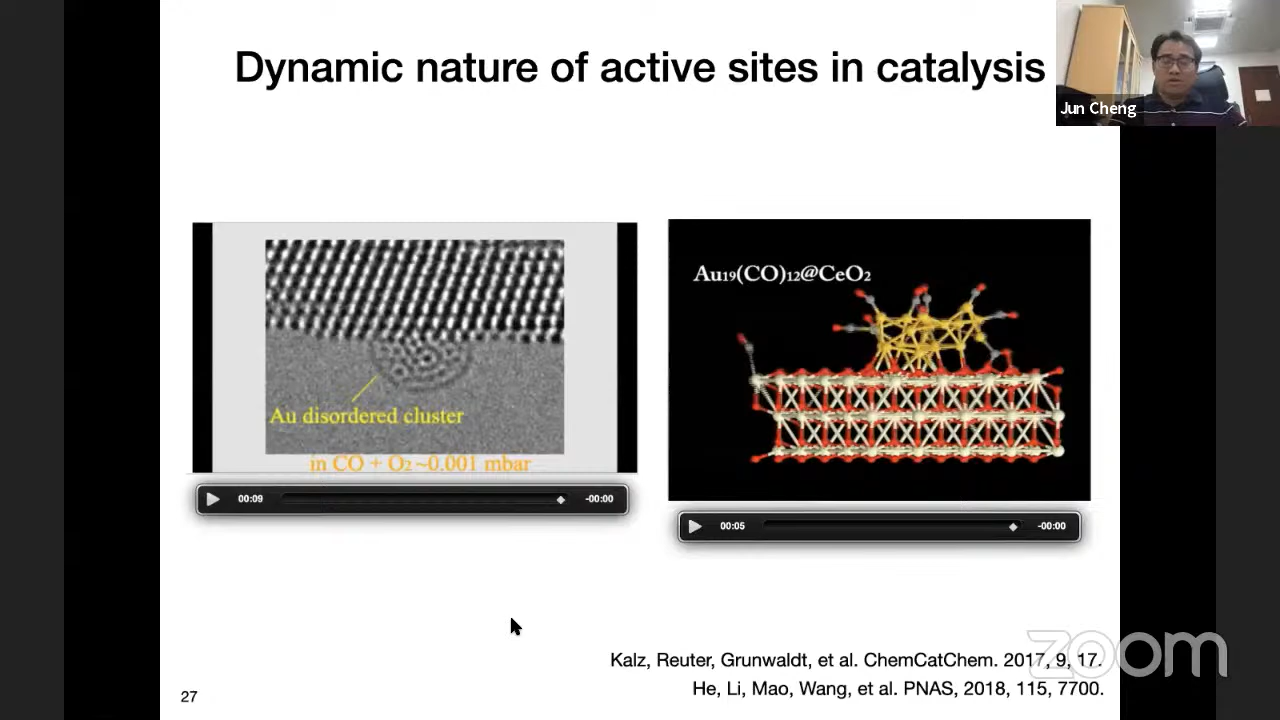 Dynamic nature of active sites in catalysis
Jun Cheng
Au disordered cluster
in CO + O₂ ~0.001 mbar
00:09
-00:00
Au₁₉(CO)₁₂@CeO₂
00:05
-00:00
Kalz, Reuter, Grunwaldt, et al. ChemCatChem. 2017, 9, 17.
He, Li, Mao, Wang, et al. PNAS, 2018, 115, 7700.
27
zoom